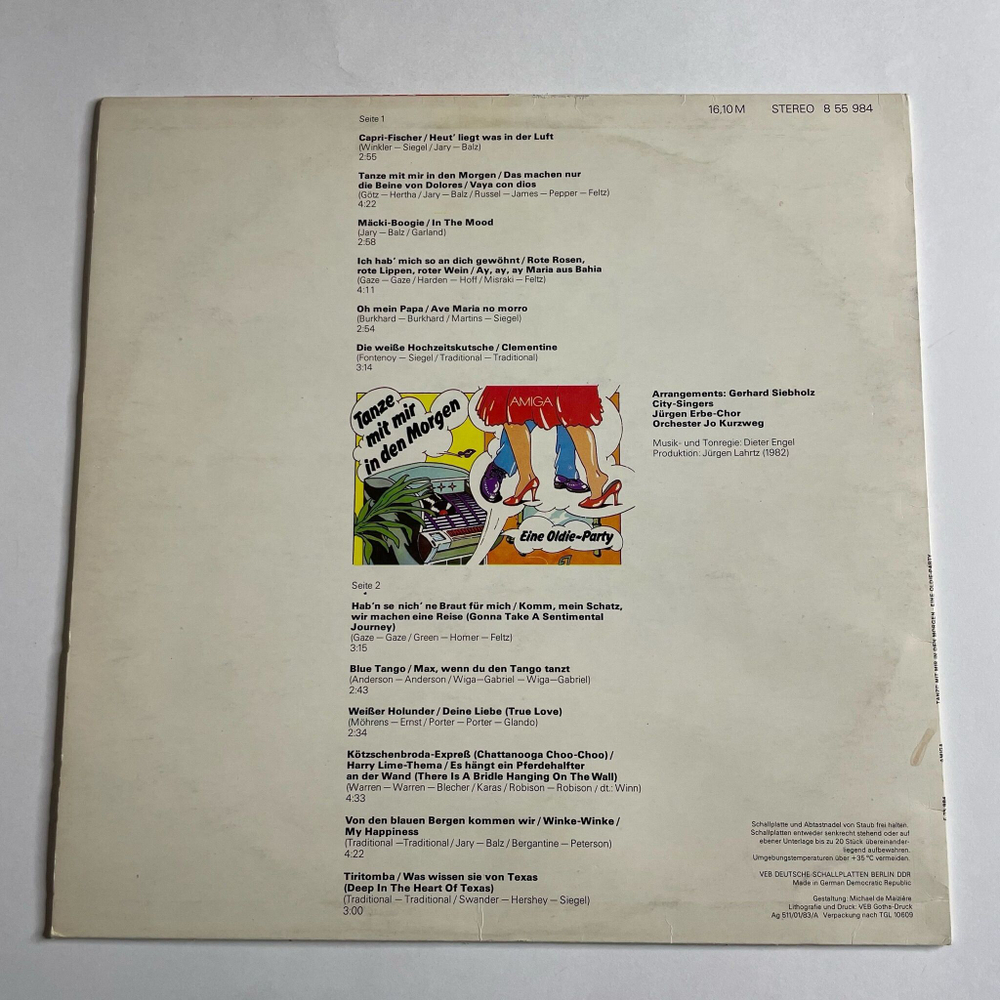 16,10 M STEREO 8 55 984
Seite 1
Capri-Fischer / Heut' liegt was in der Luft
(Winkler — Siegel / Jary — Balz)
2:55
Tanze mit mir in den Morgen / Das machen nur
die Beine von Dolores / Vaya con dios
(Götz — Hertha / Jary — Balz / Russel — James — Pepper — Feltz)
4:22
Mäcki-Boogie / In The Mood
(Jary — Balz / Garland)
2:58
Ich hab' mich so an dich gewöhnt / Rote Rosen,
rote Lippen, roter Wein / Ay, ay, ay Maria aus Bahia
(Gaze — Gaze / Harden — Hoff / Misraki — Feltz)
4:11
Oh mein Papa / Ave Maria no morro
(Burkhard — Burkhard / Martins — Siegel)
2:54
Die weiße Hochzeitskutsche / Clementine
(Fontenoy — Siegel / Traditional — Traditional)
3:14
Tanze
mit mir
in den Morgen
AMIGA
Eine Oldie-Party
Arrangements: Gerhard Siebholz
City-Singers
Jürgen Erbe-Chor
Orchester Jo Kurzweg
Musik- und Tonregie: Dieter Engel
Produktion: Jürgen Lahrtz (1982)
Seite 2
Hab'n se nich' ne Braut für mich / Komm, mein Schatz,
wir machen eine Reise (Gonna Take A Sentimental
Journey)
(Gaze — Gaze / Green — Homer — Feltz)
3:15
Blue Tango / Max, wenn du den Tango tanzt
(Anderson — Anderson / Wiga—Gabriel — Wiga—Gabriel)
2:43
Weißer Holunder / Deine Liebe (True Love)
(Möhrens — Ernst / Porter — Porter — Glando)
2:34
Kötzschenbroda-Expreß (Chattanooga Choo-Choo) /
Harry Lime-Thema / Es hängt ein Pferdehalfter
an der Wand (There Is A Bridle Hanging On The Wall)
(Warren — Warren — Blecher / Karas / Robison — Robison / dt.: Winn)
4:33
Von den blauen Bergen kommen wir / Winke-Winke /
My Happiness
(Traditional —Traditional / Jary — Balz / Bergantine — Peterson)
4:22
Tiritomba / Was wissen sie von Texas
(Deep In The Heart Of Texas)
(Traditional — Traditional / Swander — Hershey — Siegel)
3:00
Schallplatte und Abtastnadel von Staub frei halten.
Schallplatten entweder senkrecht stehend oder auf
ebener Unterlage bis zu 20 Stück übereinander-
liegend aufbewahren.
Umgebungstemperaturen über +35 °C vermeiden.
VEB DEUTSCHE SCHALLPLATTEN BERLIN DDR
Made in German Democratic Republic
Gestaltung: Michael de Maizière
Lithografie und Druck: VEB Gotha-Druck
Ag 511/01/83/A Verpackung nach TGL 10609
TANZE MIT MIR IN DEN MORGEN · EINE OLDIE-PARTY
AMIGA